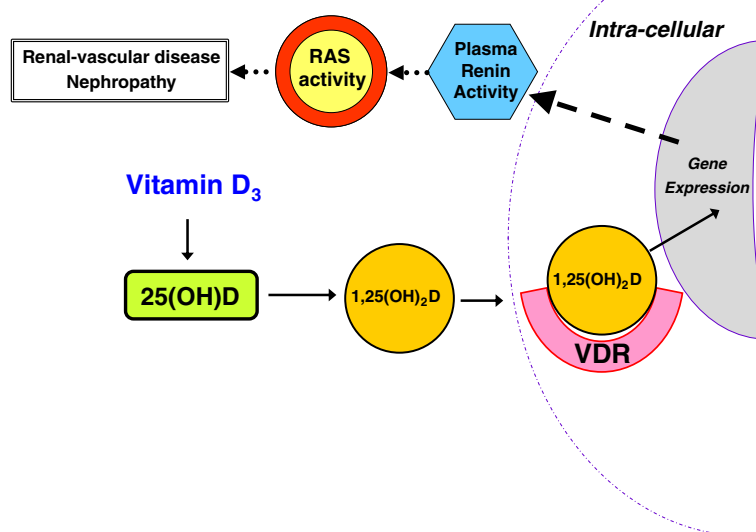 Intra-cellular
Renal-vascular disease
Nephropathy
RAS
activity
Plasma
Renin
Activity
Gene
Expression
Vitamin D₃
25(OH)D
1,25(OH)₂D
1,25(OH)₂D
VDR